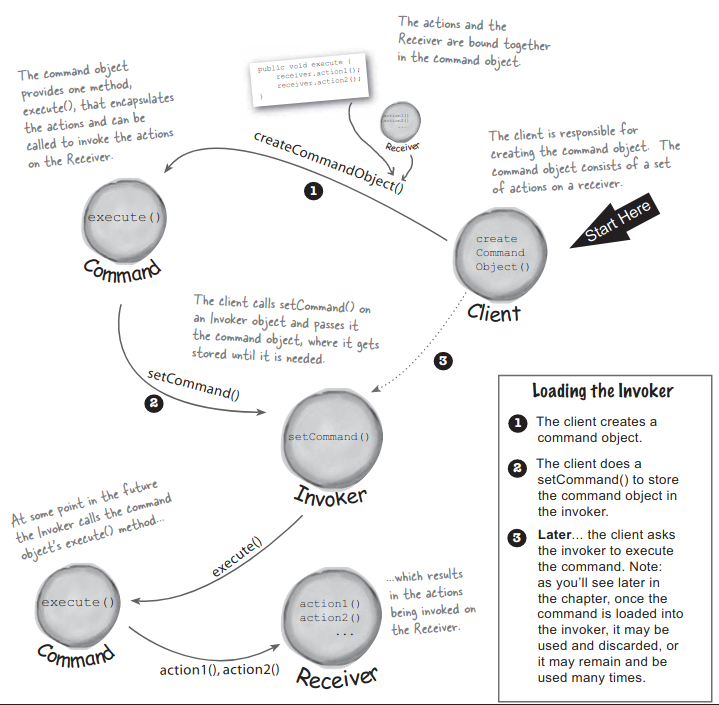 The actions and the
Receiver are bound together
in the command object.
public void execute {
receiver.action1();
receiver.action2();
}
The command object
provides one method,
execute(), that encapsulates
the actions and can be
called to invoke the actions
on the Receiver.
action1()
action2()
...
Receiver
createCommandObject()
1
The client is responsible for
creating the command object. The
command object consists of a set
of actions on a receiver.
Start Here
execute()
Command
create
Command
Object()
Client
The client calls setCommand() on
an Invoker object and passes it
the command object, where it gets
stored until it is needed.
3
setCommand()
2
setCommand()
Invoker
Loading the Invoker
1 The client creates a
command object.
2 The client does a
setCommand() to store
the command object in
the invoker.
3 Later... the client asks
the invoker to execute
the command. Note:
as you'll see later in
the chapter, once the
command is loaded into
the invoker, it may be
used and discarded, or
it may remain and be
used many times.
At some point in the future
the Invoker calls the command
object's execute() method...
execute()
execute()
Command
action1(), action2()
action1()
action2()
...
Receiver
...which results
in the actions
being invoked on
the Receiver.